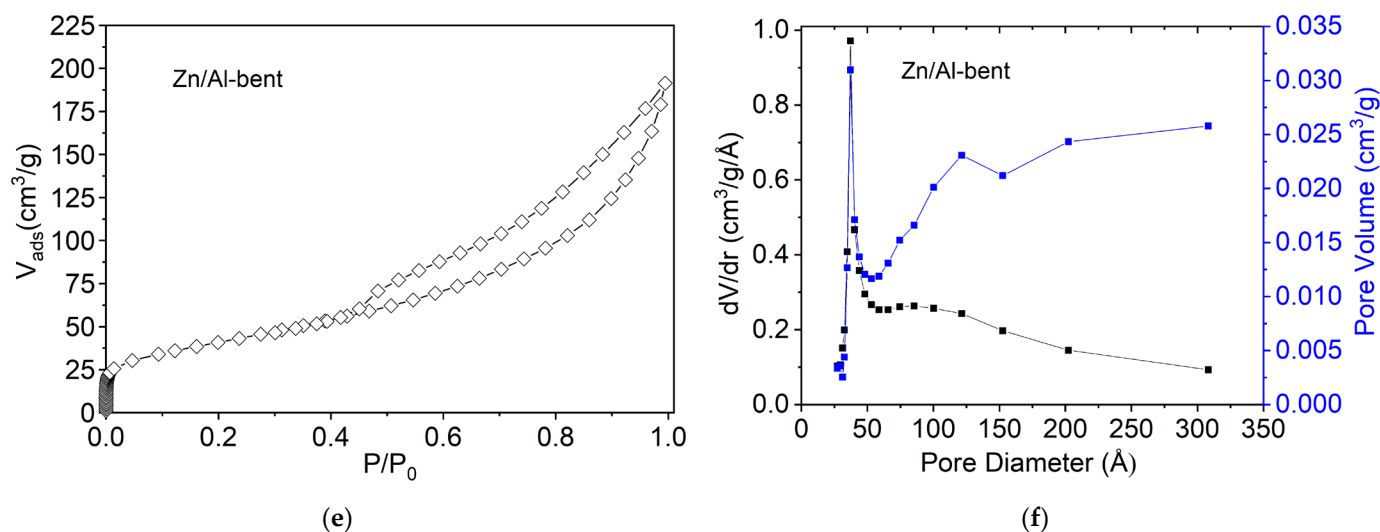 225
200
175
150
125
100
75
50
25
0
V_ads(cm³/g)
Zn/Al-bent
0.0 0.2 0.4 0.6 0.8 1.0
P/P₀
(e)
1.0
0.8
0.6
0.4
0.2
0.0
dV/dr (cm³/g/Å)
Zn/Al-bent
0 50 100 150 200 250 300 350
Pore Diameter (Å)
0.035
0.030
0.025
0.020
0.015
0.010
0.005
0.000
Pore Volume (cm³/g)
(f)